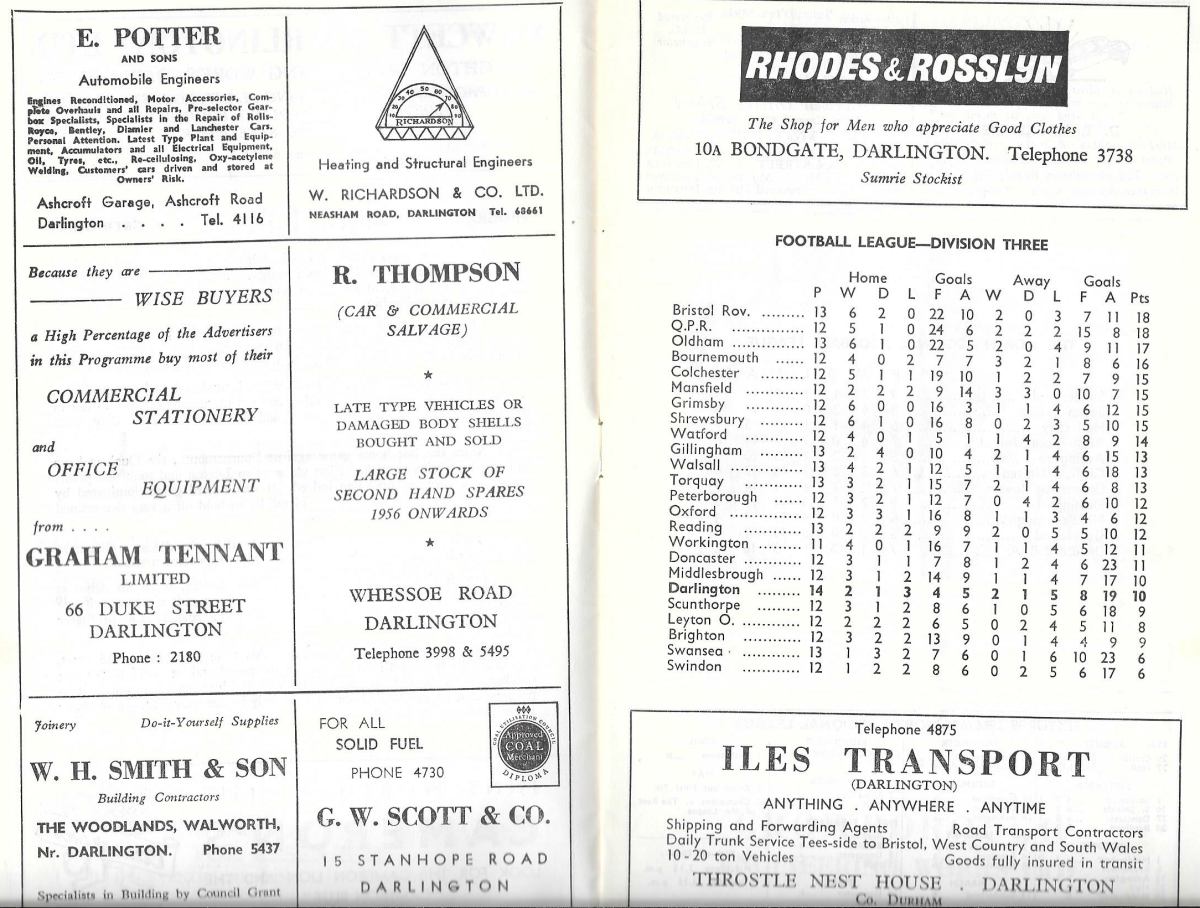 E. POTTER
AND SONS
Automobile Engineers
Engines Reconditioned, Motor Accessories, Com-
plete Overhauls and all Repairs, Pre-selector Gear-
box Specialists, Specialists in the Repair of Rolls-
Royce, Bentley, Diamler and Lanchester Cars.
Personal Attention. Latest Type Plant and Equip-
ment, Accumulators and all Electrical Equipment,
Oil, Tyres, etc., Re-cellulosing, Oxy-acetylene
Welding, Customers' cars driven and stored at
Owners' Risk.
Ashcroft Garage, Ashcroft Road
Darlington . . . . Tel. 4116
RICHARDSON
Heating and Structural Engineers
W. RICHARDSON & CO. LTD.
NEASHAM ROAD, DARLINGTON Tel. 68661
Because they are
WISE BUYERS
a High Percentage of the Advertisers
in this Programme buy most of their
COMMERCIAL
STATIONERY
and
OFFICE
EQUIPMENT
from . . . .
GRAHAM TENNANT
LIMITED
66 DUKE STREET
DARLINGTON
Phone : 2180
R. THOMPSON
(CAR & COMMERCIAL
SALVAGE)
LATE TYPE VEHICLES OR
DAMAGED BODY SHELLS
BOUGHT AND SOLD
LARGE STOCK OF
SECOND HAND SPARES
1956 ONWARDS
WHESSOE ROAD
DARLINGTON
Telephone 3998 & 5495
Joinery Do-it-Yourself Supplies
W. H. SMITH & SON
Building Contractors
THE WOODLANDS, WALWORTH,
Nr. DARLINGTON. Phone 5437
Specialists in Building by Council Grant
FOR ALL
SOLID FUEL
PHONE 4730
COAL UTILISATION COUNCIL
Approved
COAL
Merchant
DIPLOMA
G. W. SCOTT & CO.
15 STANHOPE ROAD
DARLINGTON
RHODES & ROSSLYN
The Shop for Men who appreciate Good Clothes
10A BONDGATE, DARLINGTON. Telephone 3738
Sumrie Stockist
FOOTBALL LEAGUE—DIVISION THREE
Home Goals Away Goals
P W D L F A W D L F A Pts
Bristol Rov. ......... 13 6 2 0 22 10 2 0 3 7 11 18
Q.P.R. ............... 12 5 1 0 24 6 2 2 2 15 8 18
Oldham ............ 13 6 1 0 22 5 2 0 4 9 11 17
Bournemouth ...... 12 4 0 2 7 7 3 2 1 8 6 16
Colchester ......... 12 5 1 1 19 10 1 2 2 7 9 15
Mansfield ......... 12 2 2 2 9 14 3 3 0 10 7 15
Grimsby ............ 12 6 0 0 16 3 1 1 4 6 12 15
Shrewsbury ......... 12 6 1 0 16 8 0 2 3 5 10 15
Watford ............ 12 4 0 1 5 1 1 4 2 8 9 14
Gillingham ......... 13 2 4 0 10 4 2 1 4 6 15 13
Walsall ............... 13 4 2 1 12 5 1 1 4 6 18 13
Torquay ............ 13 3 2 1 15 7 2 1 4 6 8 13
Peterborough ...... 12 3 2 1 12 7 0 4 2 6 10 12
Oxford ............... 12 3 3 1 16 8 1 1 3 4 6 12
Reading ............ 13 2 2 2 9 9 2 0 5 5 10 12
Workington ......... 11 4 0 1 16 7 1 1 4 5 12 11
Doncaster ......... 12 3 1 1 7 8 1 2 4 6 23 11
Middlesbrough ...... 12 3 1 2 14 9 1 1 4 7 17 10
Darlington ......... 14 2 1 3 4 5 2 1 5 8 19 10
Scunthorpe ......... 12 3 1 2 8 6 1 0 5 6 18 9
Leyton O. ............ 12 2 2 2 6 5 0 2 4 5 11 8
Brighton ............ 12 3 2 2 13 9 0 1 4 4 9 9
Swansea ............ 13 1 3 2 7 6 0 1 6 10 23 6
Swindon ............ 12 1 2 2 8 6 0 2 5 6 17 6
Telephone 4875
ILES TRANSPORT
(DARLINGTON)
ANYTHING . ANYWHERE . ANYTIME
Shipping and Forwarding Agents Road Transport Contractors
Daily Trunk Service Tees-side to Bristol, West Country and South Wales
10-20 ton Vehicles Goods fully insured in transit
THROSTLE NEST HOUSE . DARLINGTON
Co. DURHAM